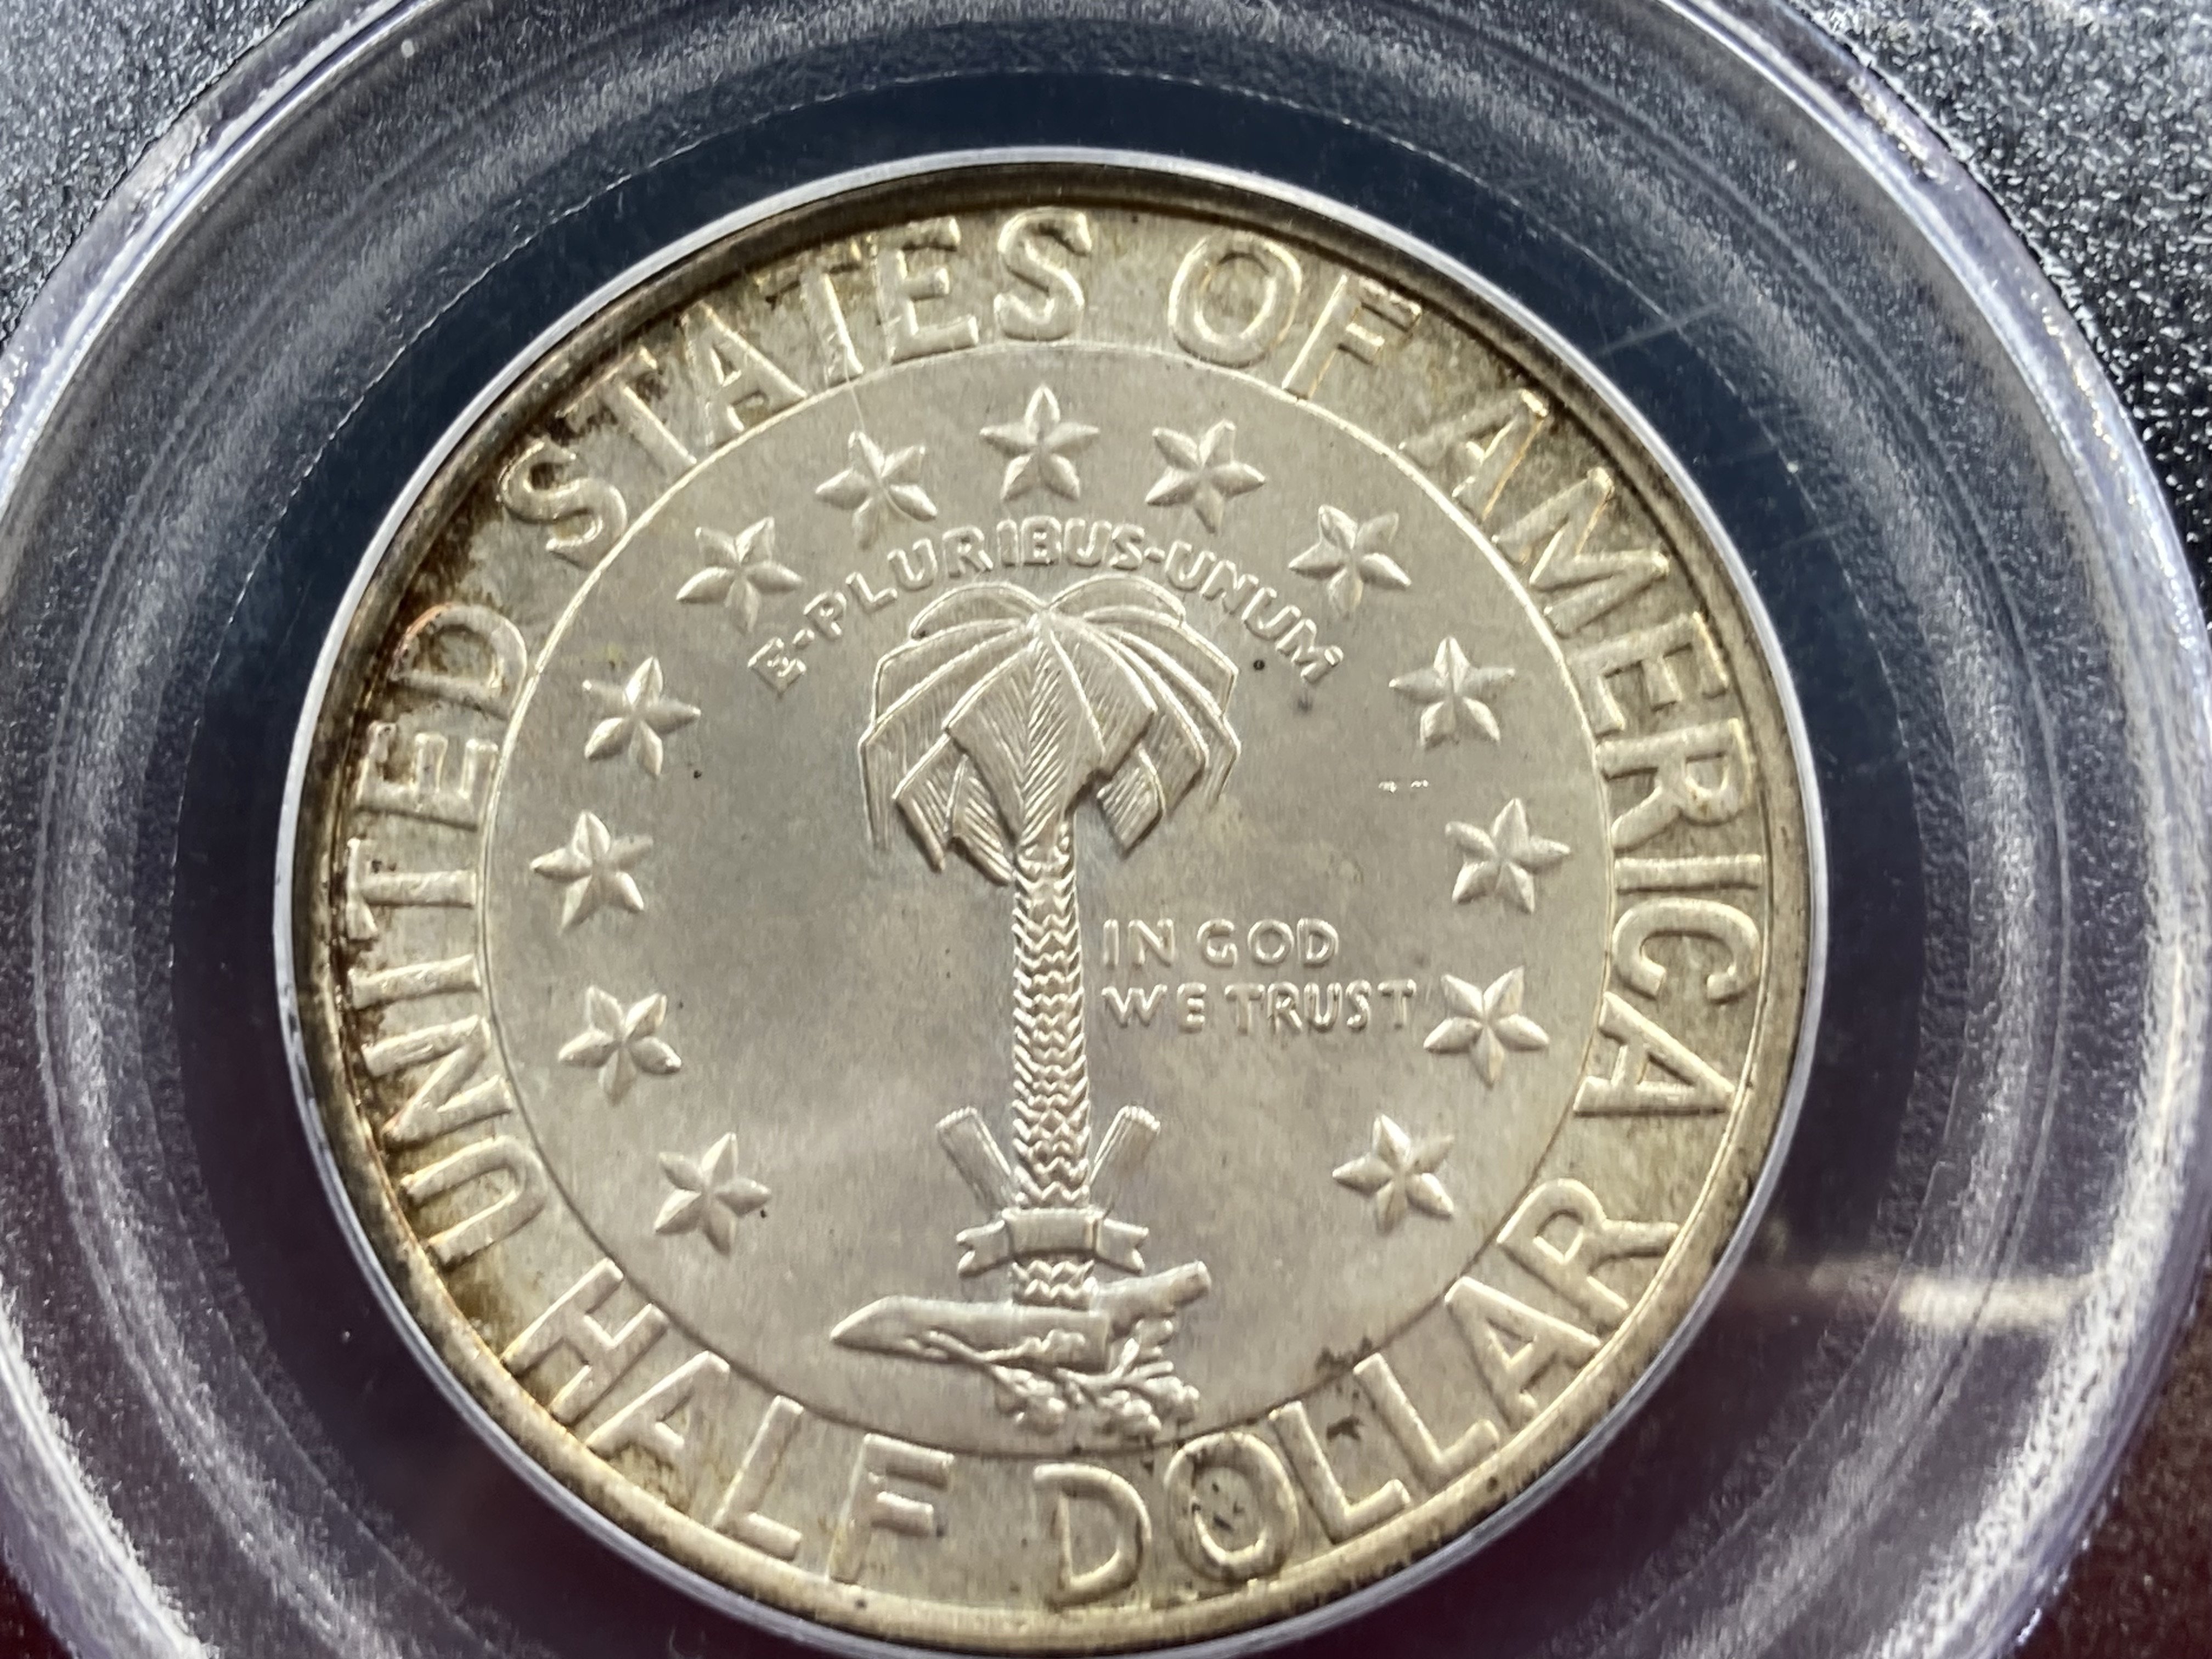 UNITED STATES OF AMERICA
E·PLURIBUS·UNUM
IN GOD
WE TRUST
HALF DOLLAR